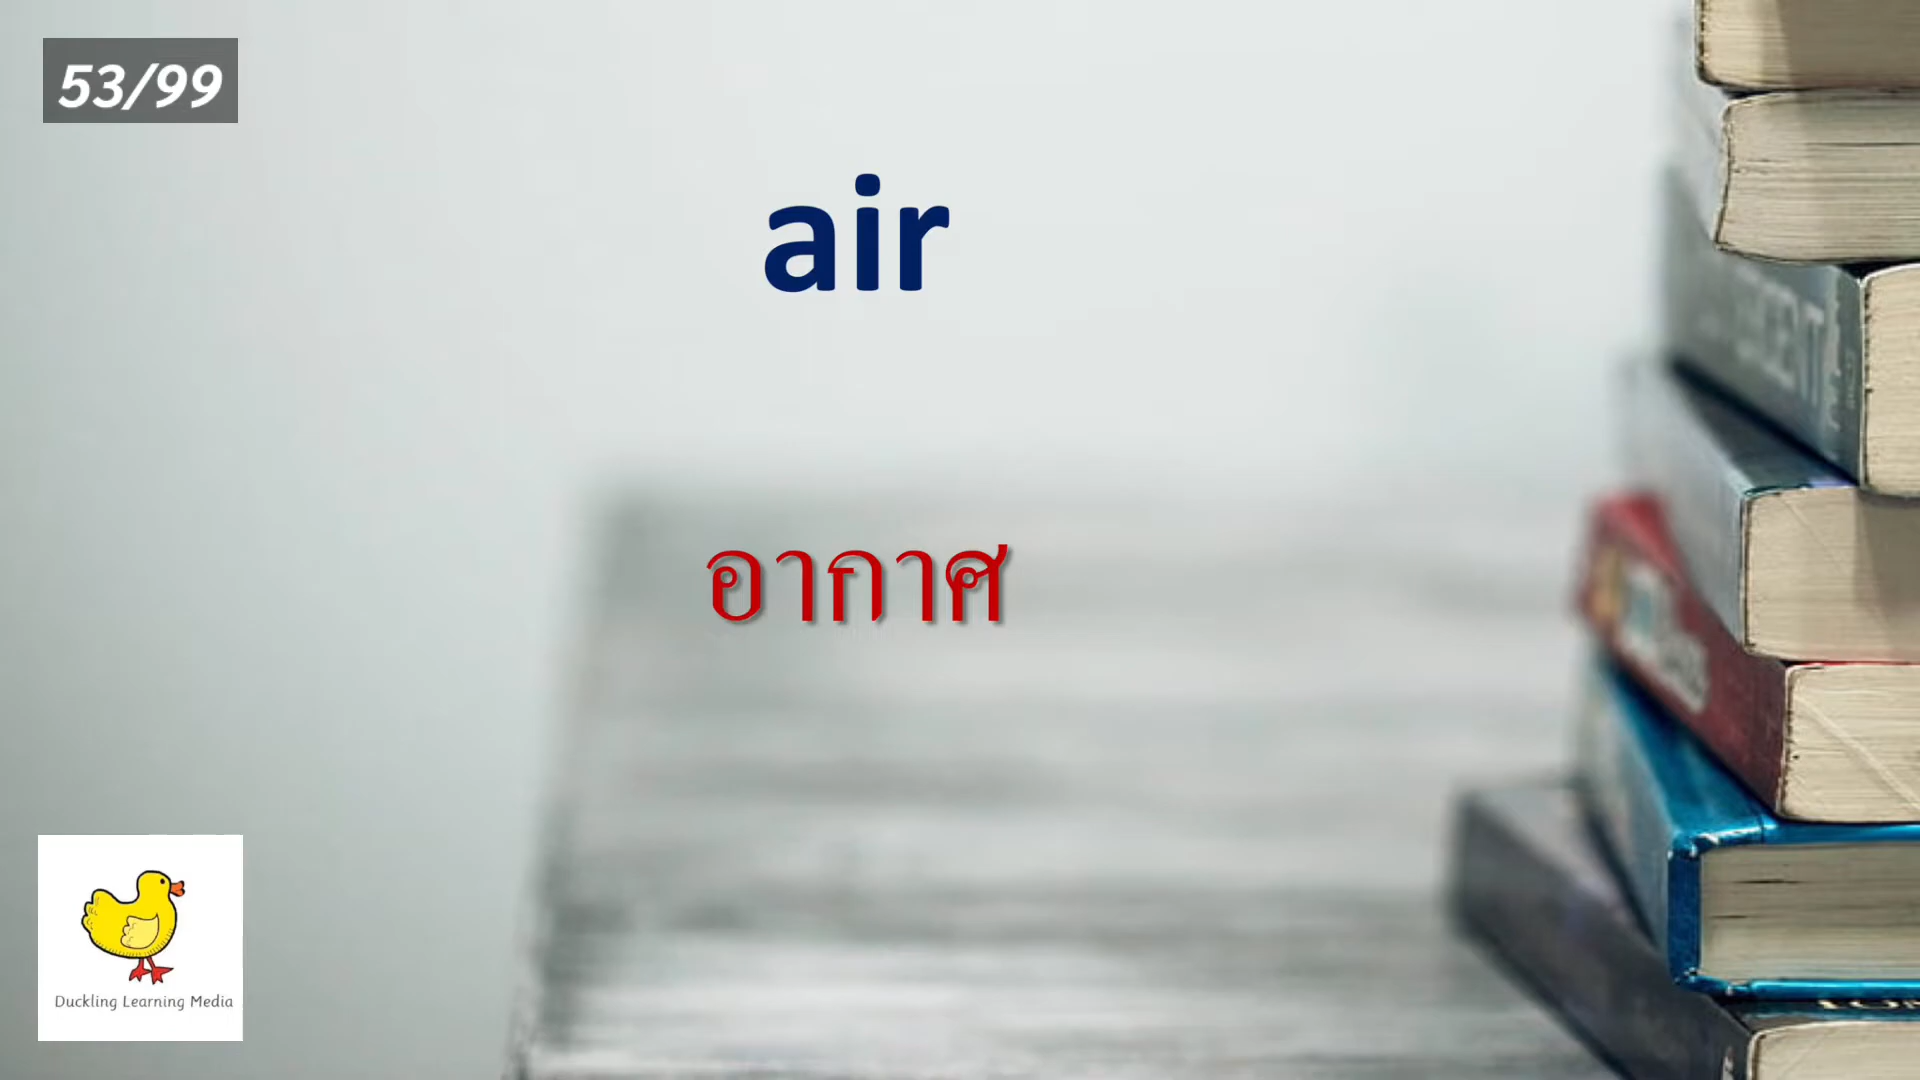 53/99
air
อากาศ
Duckling Learning Media